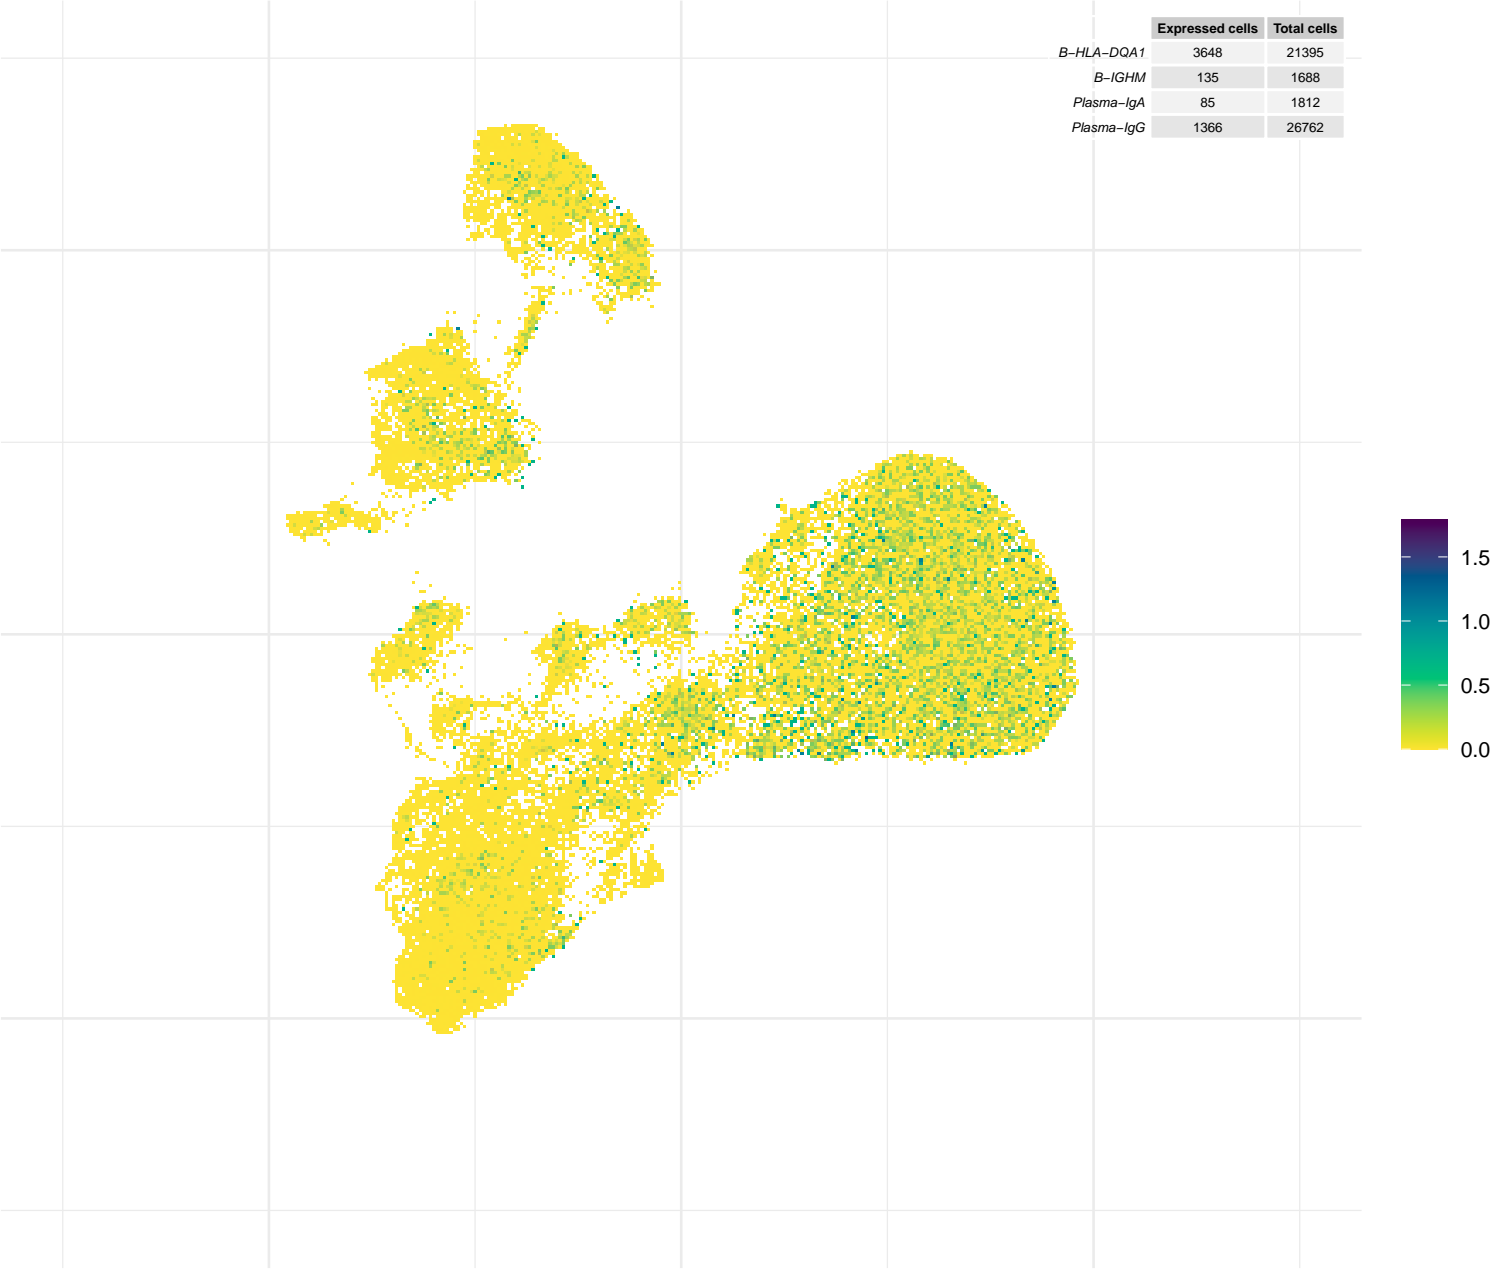 Expressed cells Total cells
B−HLA−DQA1 3648 21395
B−IGHM 135 1688
Plasma−IgA 85 1812
Plasma−IgG 1366 26762
1.5
1.0
0.5
0.0